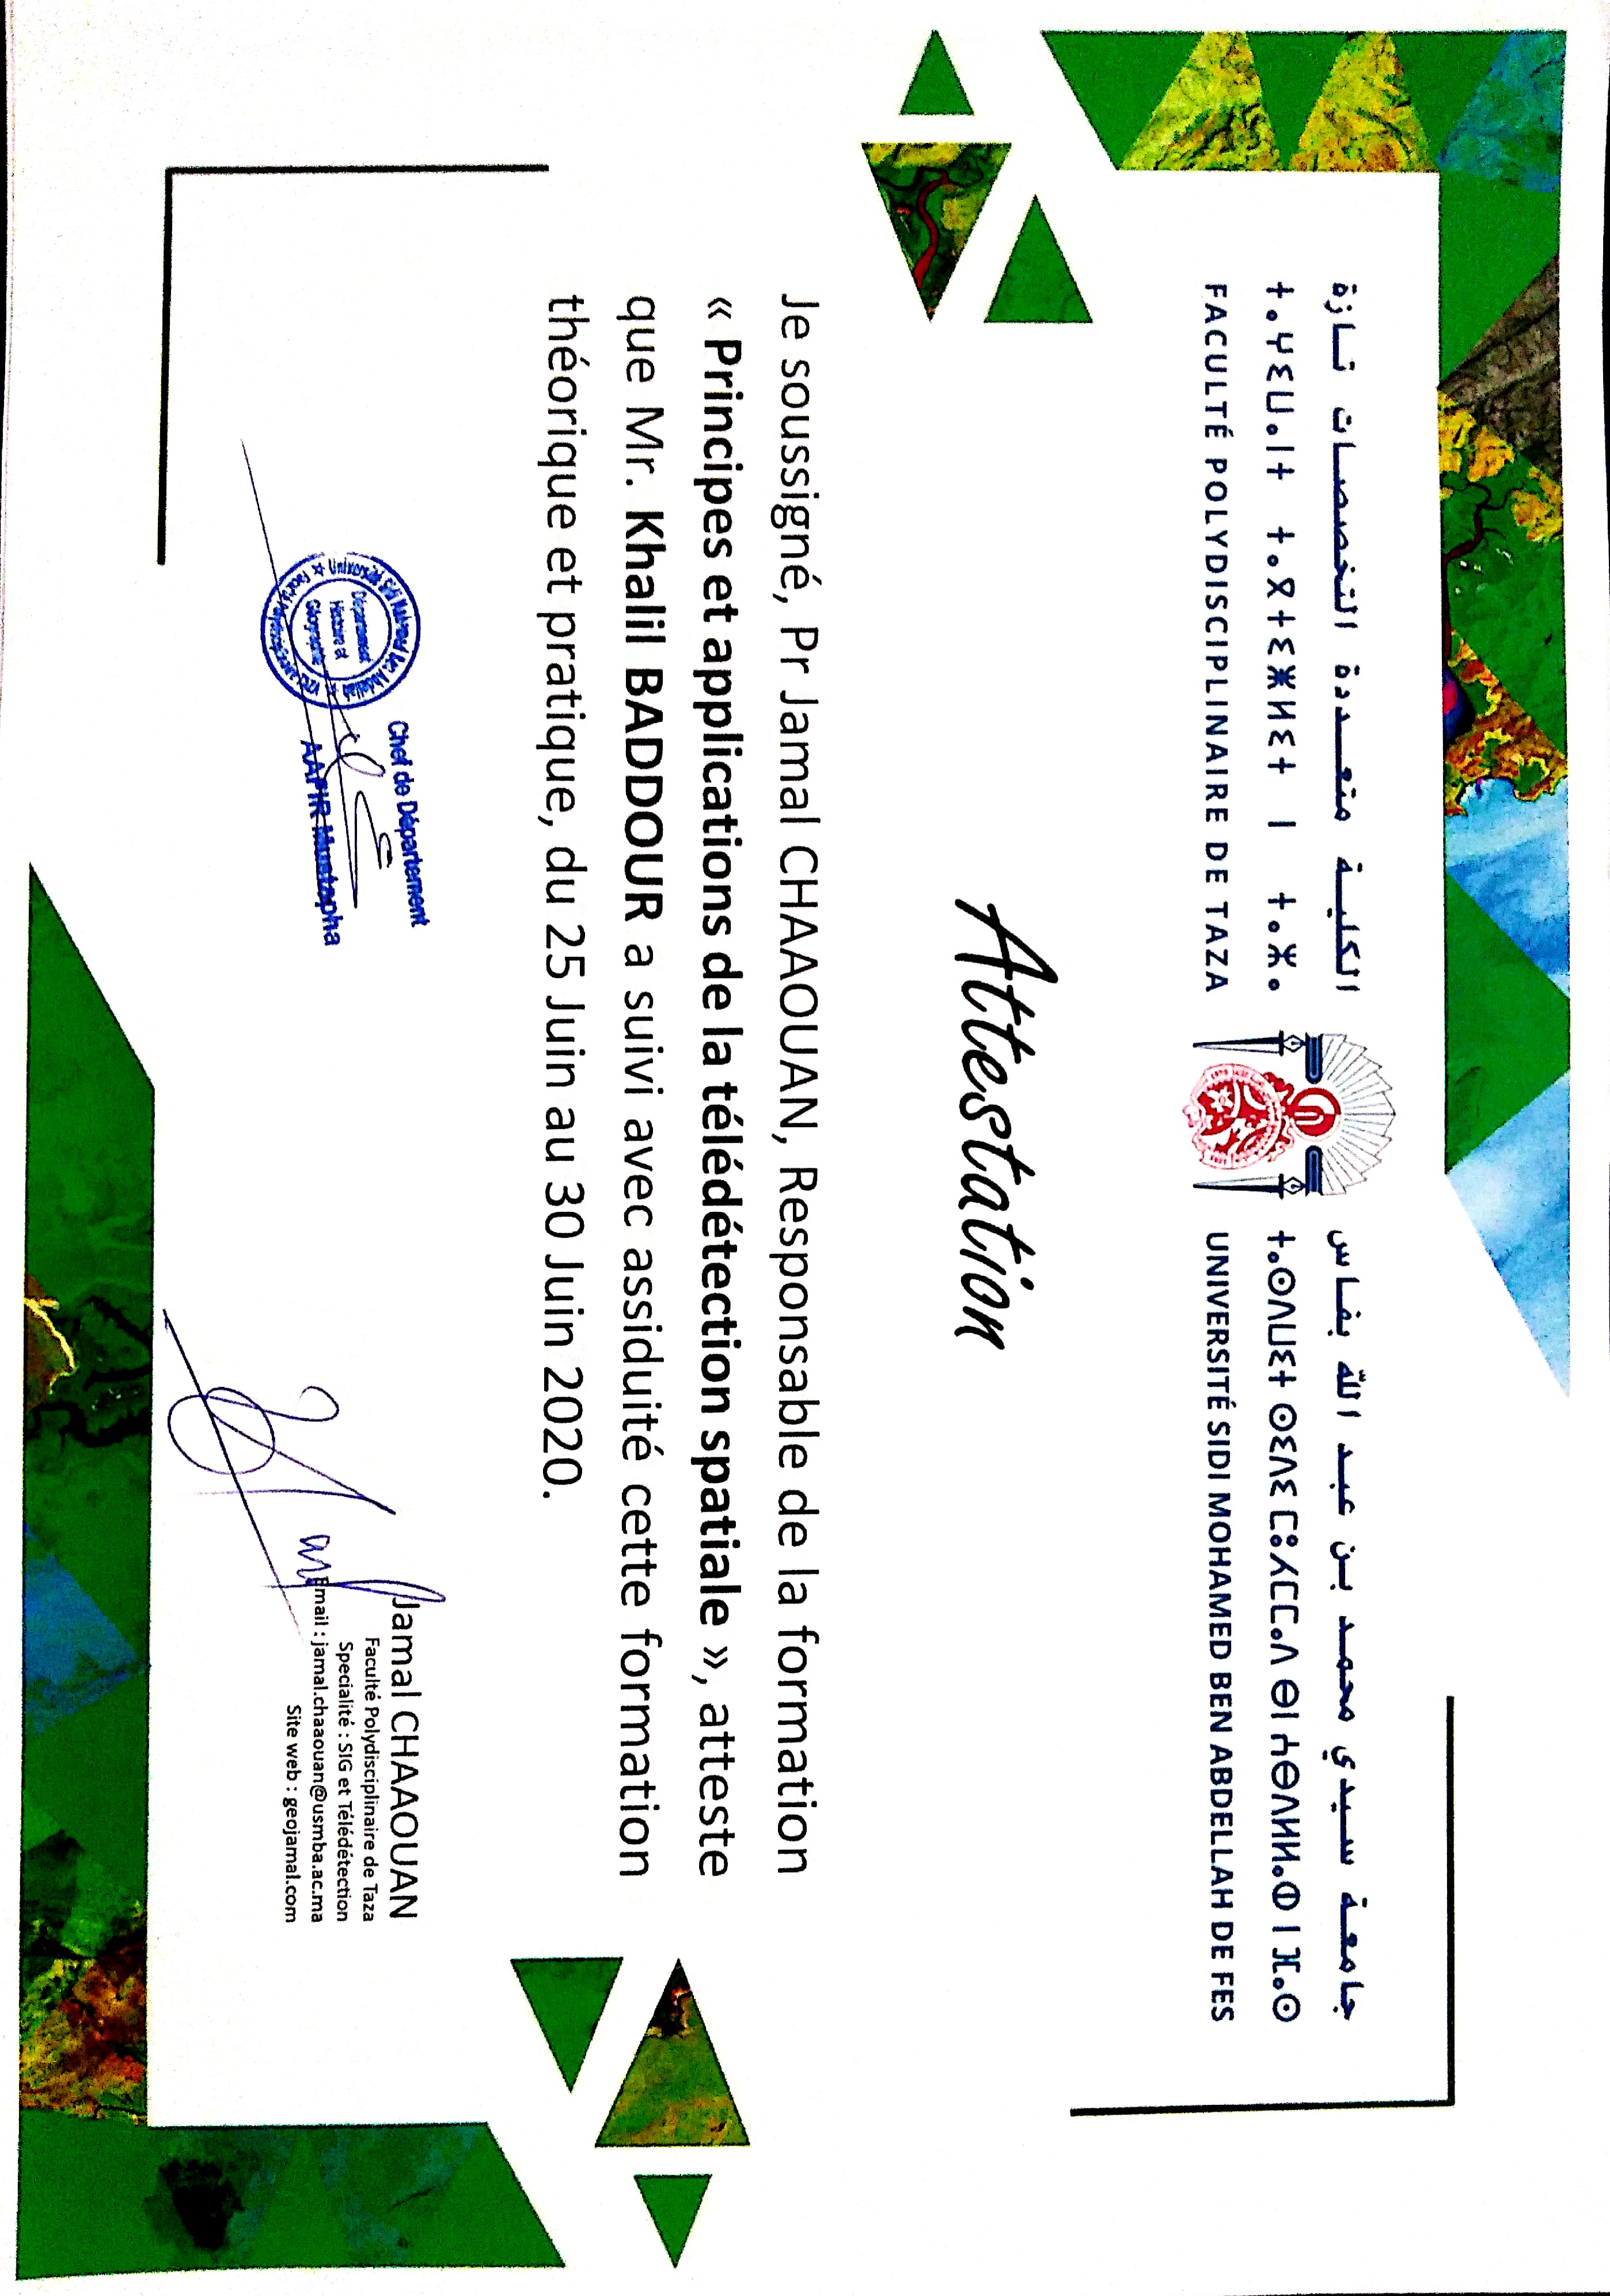 الكلية متعددة التخصصات تازة
ⵜⴰⵖⵉⵡⴰⵏⵜ ⵜⴰⴳⵜⵉⵥⵍⵉⵜ ⵏ ⵜⴰⵣⴰ
FACULTÉ POLYDISCIPLINAIRE DE TAZA
جامعة سيدي محمد بن عبد الله بفاس
ⵜⴰⵙⴷⵡⵉⵜ ⵙⵉⴷⵉ ⵎⵓⵃⵎⵎⴰⴷ ⴱⵏ ⵄⴱⴷⵍⵍⴰⵀ ⵏ ⴼⴰⵙ
UNIVERSITÉ SIDI MOHAMED BEN ABDELLAH DE FES
Attestation
Je soussigné, Pr Jamal CHAAOUAN, Responsable de la formation
« Principes et applications de la télédétection spatiale », atteste
que Mr. Khalil BADDOUR a suivi avec assiduité cette formation
théorique et pratique, du 25 Juin au 30 Juin 2020.
Chef de Département
AAFIR Mustapha
Université Sidi Mohamed Ben Abdellah
Département
Histoire et
Géographie
Faculté Polydisciplinaire TAZA
Jamal CHAAOUAN
Faculté Polydisciplinaire de Taza
Specialité : SIG et Télédétection
Email : jamal.chaaouan@usmba.ac.ma
Site web : geojamal.com